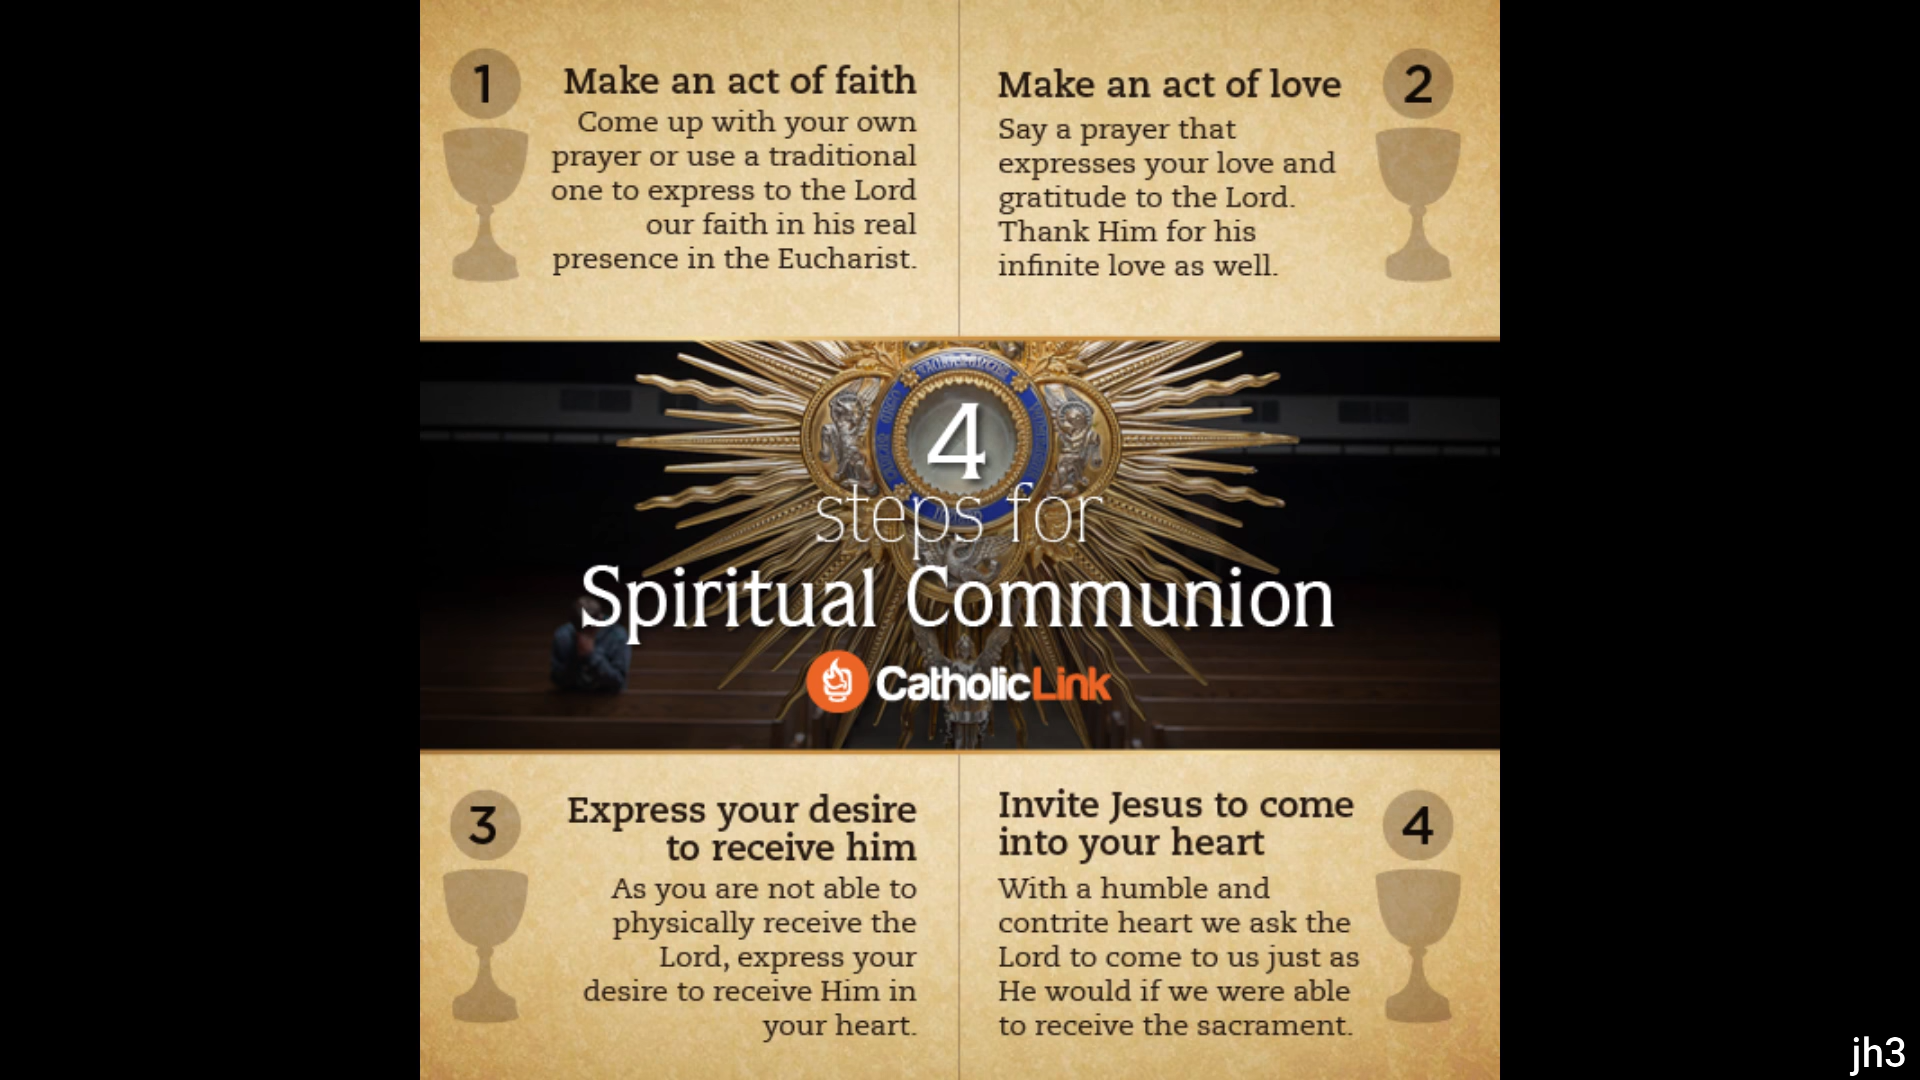 1
Make an act of faith
Come up with your own
prayer or use a traditional
one to express to the Lord
our faith in his real
presence in the Eucharist.
2
Make an act of love
Say a prayer that
expresses your love and
gratitude to the Lord.
Thank Him for his
infinite love as well.
4
steps for
Spiritual Communion
CatholicLink
3
Express your desire
to receive him
As you are not able to
physically receive the
Lord, express your
desire to receive Him in
your heart.
4
Invite Jesus to come
into your heart
With a humble and
contrite heart we ask the
Lord to come to us just as
He would if we were able
to receive the sacrament.
jh3